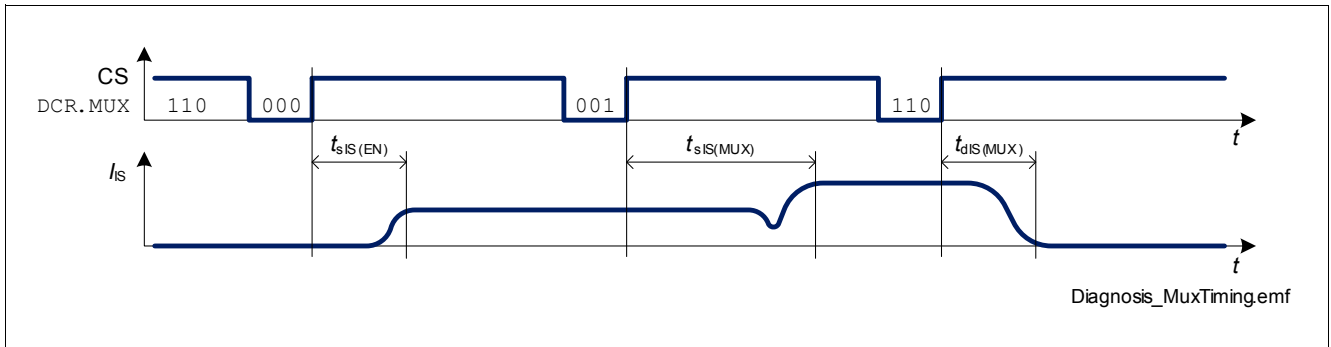 CS
DCR.MUX 110 000 001 110
t
tsIS(EN) tsIS(MUX) tdIS(MUX)
IIS
t
Diagnosis_MuxTiming.emf